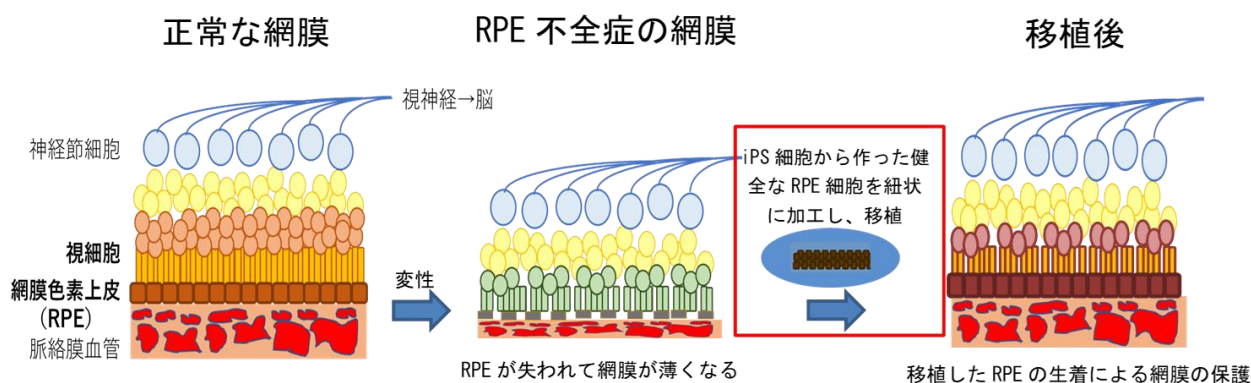 正常な網膜
RPE 不全症の網膜
移植後
視神経→脳
神経節細胞
視細胞
網膜色素上皮
(RPE)
脈絡膜血管
変性
iPS 細胞から作った健
全な RPE 細胞を紐状
に加工し、移植
RPE が失われて網膜が薄くなる
移植した RPE の生着による網膜の保護